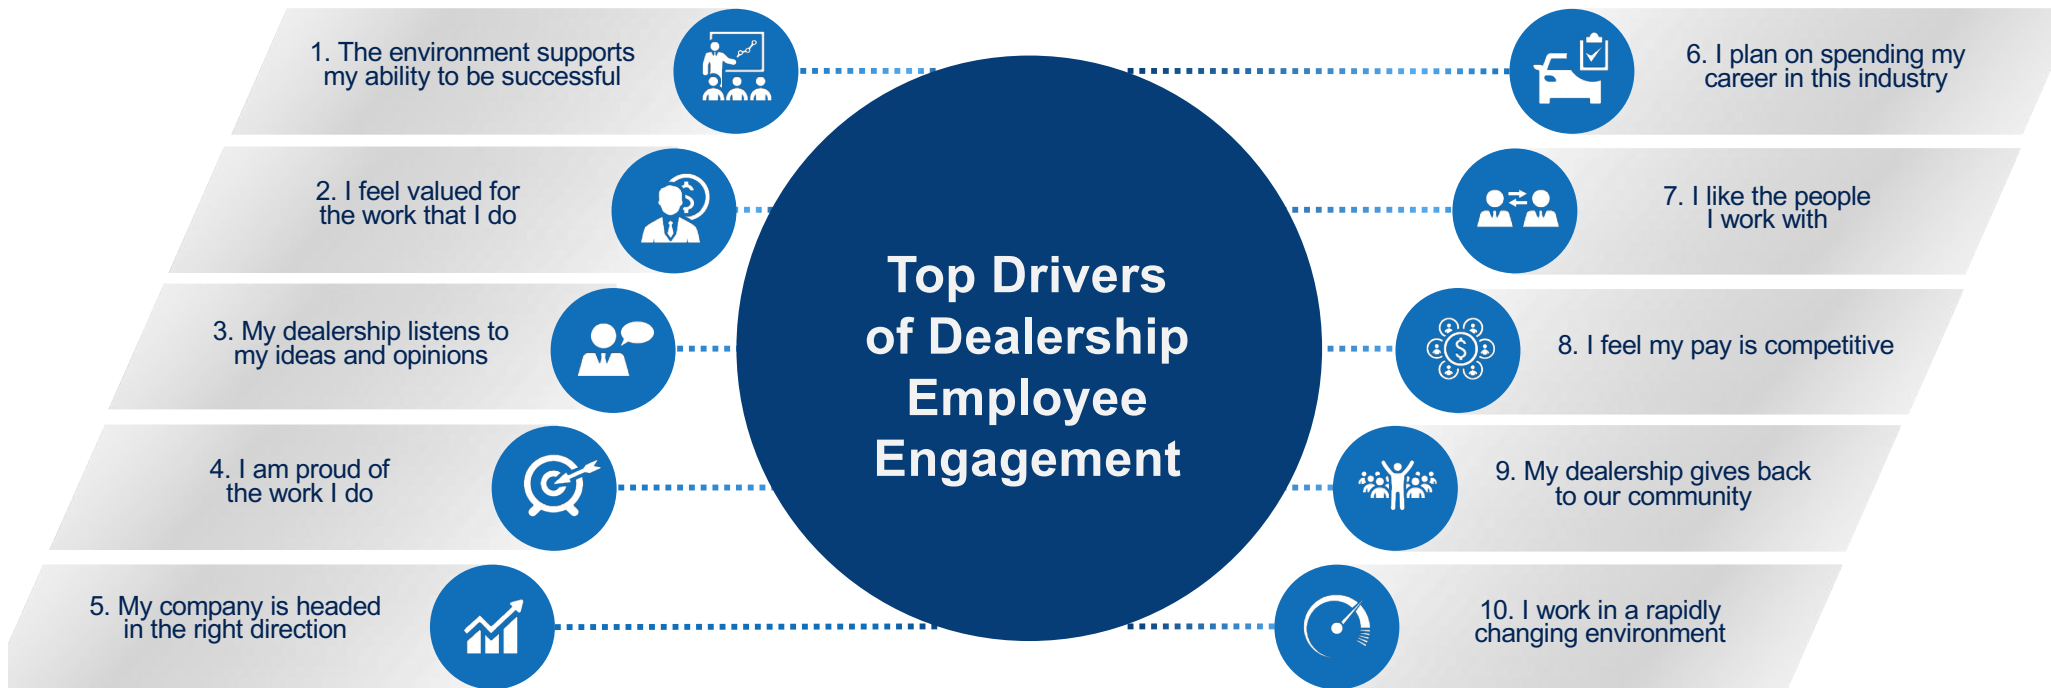 1. The environment supports
my ability to be successful
2. I feel valued for
the work that I do
3. My dealership listens to
my ideas and opinions
4. I am proud of
the work I do
5. My company is headed
in the right direction
Top Drivers
of Dealership
Employee
Engagement
6. I plan on spending my
career in this industry
7. I like the people
I work with
8. I feel my pay is competitive
9. My dealership gives back
to our community
10. I work in a rapidly
changing environment